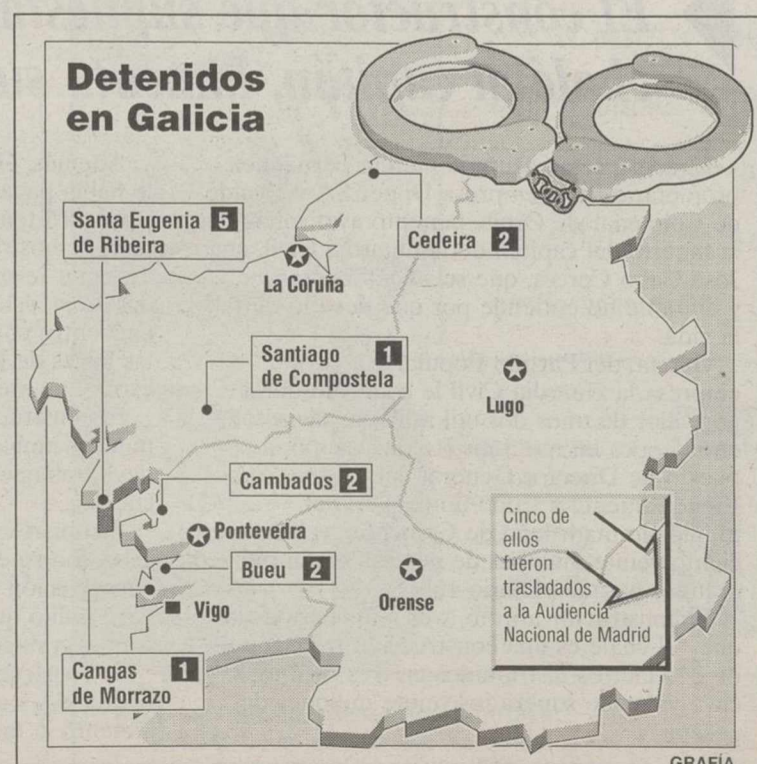 Detenidos
en Galicia
Santa Eugenia 5
de Ribeira
La Coruña
Cedeira 2
Santiago 1
de Compostela
Lugo
Cambados 2
Pontevedra
Bueu 2
Orense
Vigo
Cangas 1
de Morrazo
Cinco de
ellos
fueron
trasladados
a la Audiencia
Nacional de Madrid
GRAFÍA